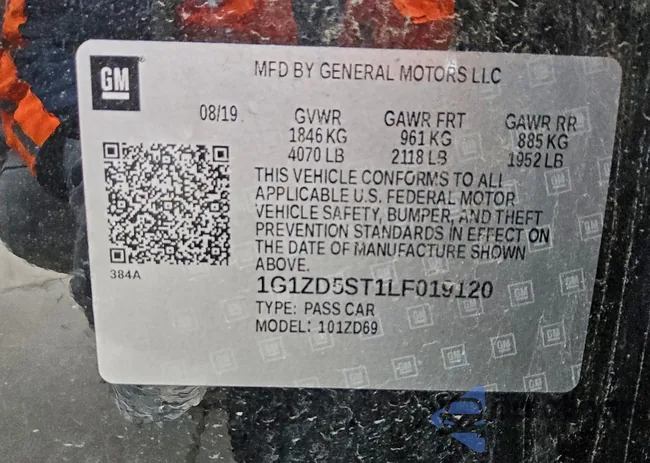 GM
MFD BY GENERAL MOTORS LLC
08/19 GVWR GAWR FRT GAWR RR
1846 KG 961 KG 885 KG
4070 LB 2118 LB 1952 LB
THIS VEHICLE CONFORMS TO ALL
APPLICABLE U.S. FEDERAL MOTOR
VEHICLE SAFETY, BUMPER, AND THEFT
PREVENTION STANDARDS IN EFFECT ON
THE DATE OF MANUFACTURE SHOWN
ABOVE.
384A
1G1ZD5ST1LF019120
TYPE: PASS CAR
MODEL: 101ZD69